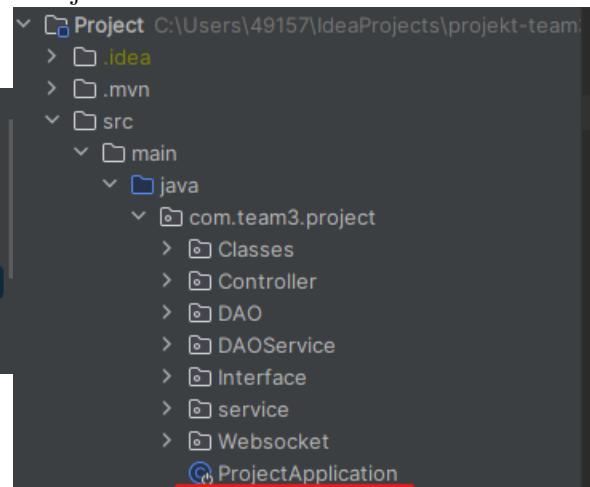 Project C:\Users\49157\IdeaProjects\projekt-team
.idea
.mvn
src
main
java
com.team3.project
Classes
Controller
DAO
DAOService
Interface
service
Websocket
ProjectApplication